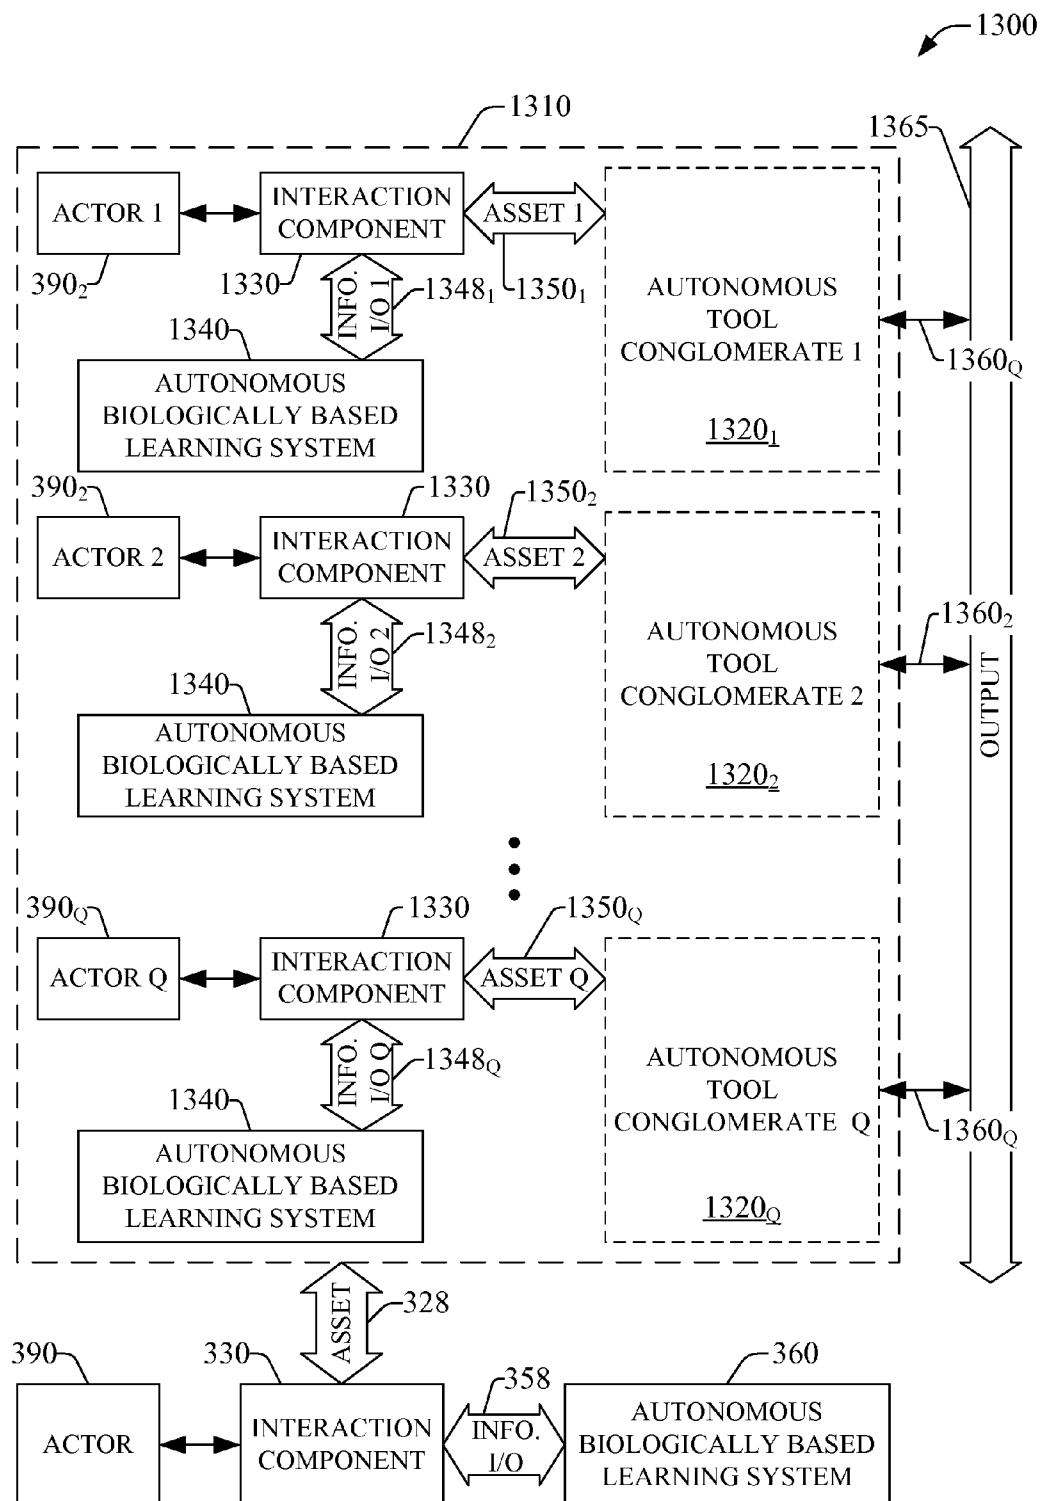 1300
1310
1365
ACTOR 1
INTERACTION
COMPONENT
ASSET 1
390₂
1330
INFO.
I/O 1
1348₁
1350₁
AUTONOMOUS
TOOL
CONGLOMERATE 1
1320₁
1360Q
1340
AUTONOMOUS
BIOLOGICALLY BASED
LEARNING SYSTEM
390₂
1330
1350₂
ACTOR 2
INTERACTION
COMPONENT
ASSET 2
INFO.
I/O 2
1348₂
AUTONOMOUS
TOOL
CONGLOMERATE 2
1320₂
1360₂
OUTPUT
1340
AUTONOMOUS
BIOLOGICALLY BASED
LEARNING SYSTEM
390Q
1330
1350Q
ACTOR Q
INTERACTION
COMPONENT
ASSET Q
INFO.
I/O Q
1348Q
AUTONOMOUS
TOOL
CONGLOMERATE Q
1320Q
1360Q
1340
AUTONOMOUS
BIOLOGICALLY BASED
LEARNING SYSTEM
ASSET
328
390
330
358
360
ACTOR
INTERACTION
COMPONENT
INFO.
I/O
AUTONOMOUS
BIOLOGICALLY BASED
LEARNING SYSTEM